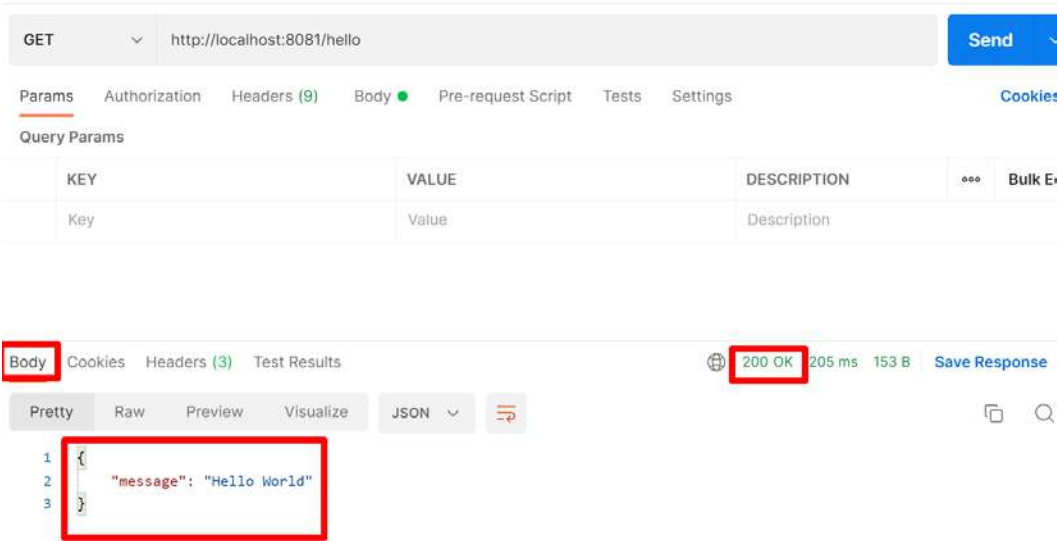 GET http://localhost:8081/hello Send
Params Authorization Headers (9) Body Pre-request Script Tests Settings Cookies
Query Params
KEY VALUE DESCRIPTION ooo Bulk E
Key Value Description
Body Cookies Headers (3) Test Results 200 OK 205 ms 153 B Save Response
Pretty Raw Preview Visualize JSON
1 {
2 "message": "Hello World"
3 }